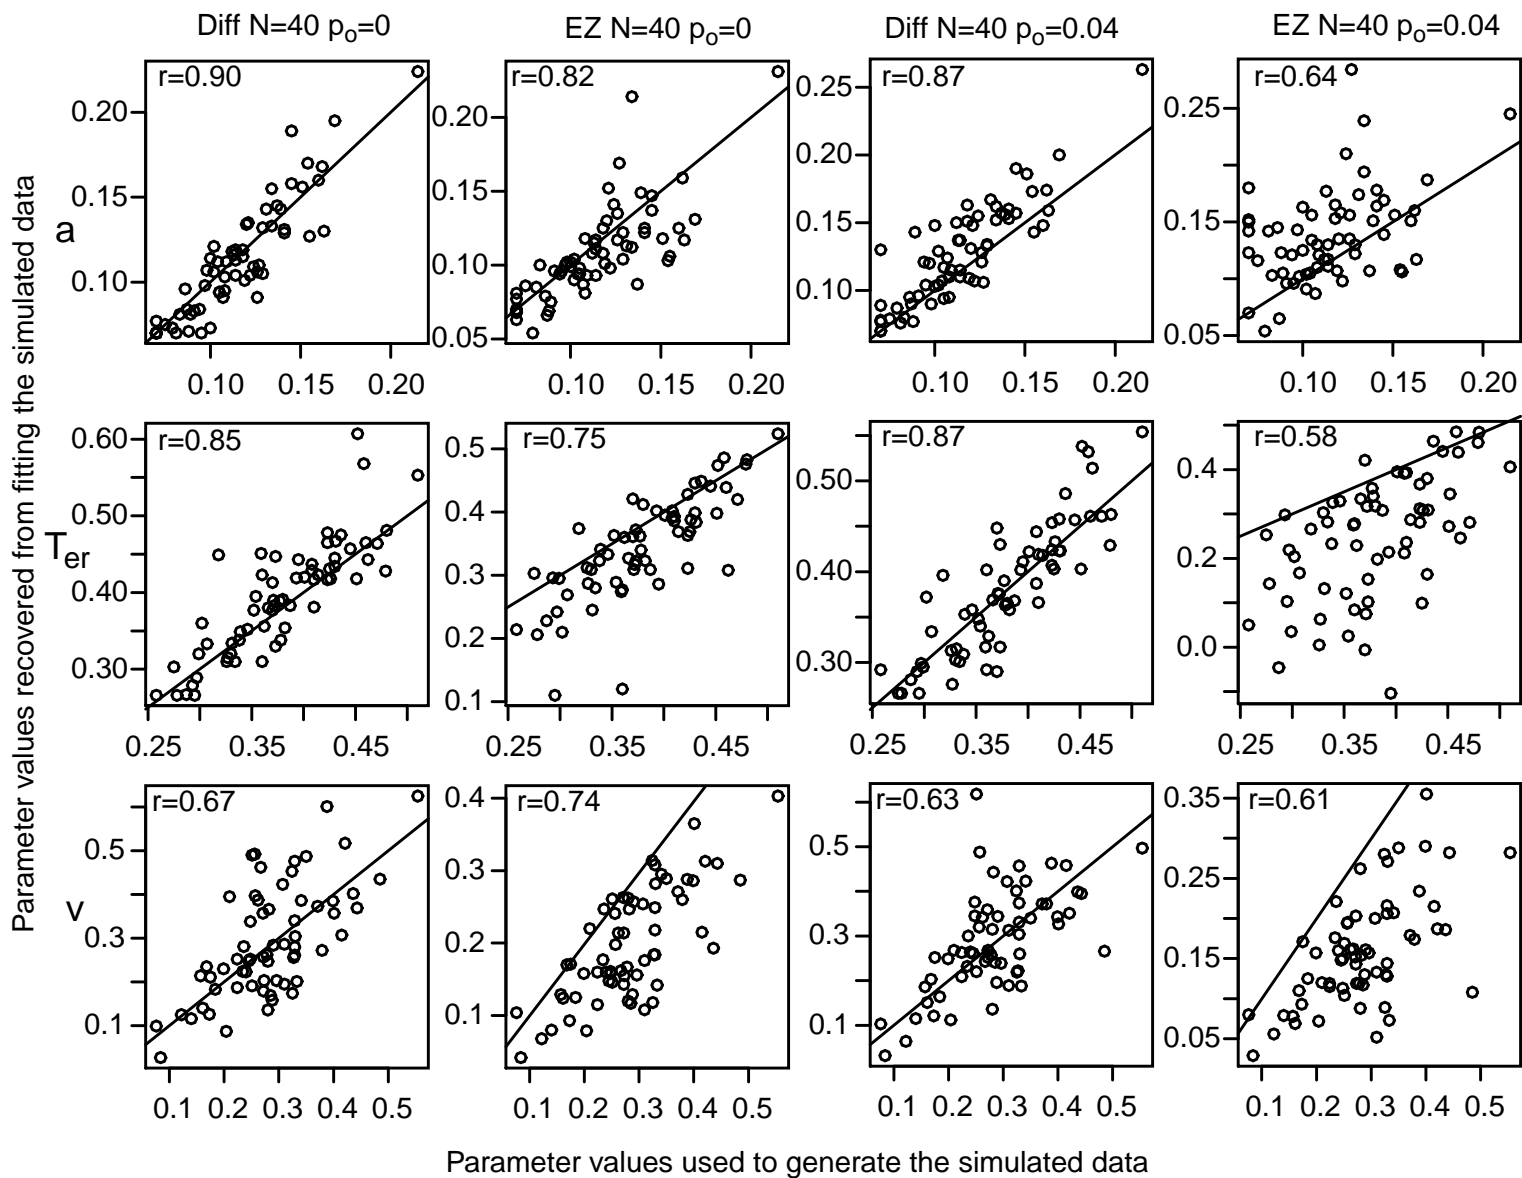 Diff N=40 po=0
EZ N=40 po=0
Diff N=40 po=0.04
EZ N=40 po=0.04
Parameter values recovered from fitting the simulated data
a
r=0.90
0.20
0.15
0.10
0.10 0.15 0.20
r=0.82
0.20
0.15
0.10
0.05
0.10 0.15 0.20
r=0.87
0.25
0.20
0.15
0.10
0.10 0.15 0.20
r=0.64
0.25
0.15
0.05
0.10 0.15 0.20
Ter
r=0.85
0.60
0.50
0.40
0.30
0.25 0.35 0.45
r=0.75
0.5
0.4
0.3
0.2
0.1
0.25 0.35 0.45
r=0.87
0.50
0.40
0.30
0.25 0.35 0.45
r=0.58
0.4
0.2
0.0
0.25 0.35 0.45
v
r=0.67
0.5
0.3
0.1
0.1 0.2 0.3 0.4 0.5
r=0.74
0.4
0.3
0.2
0.1
0.1 0.2 0.3 0.4 0.5
r=0.63
0.5
0.3
0.1
0.1 0.2 0.3 0.4 0.5
r=0.61
0.35
0.25
0.15
0.05
0.1 0.2 0.3 0.4 0.5
Parameter values used to generate the simulated data